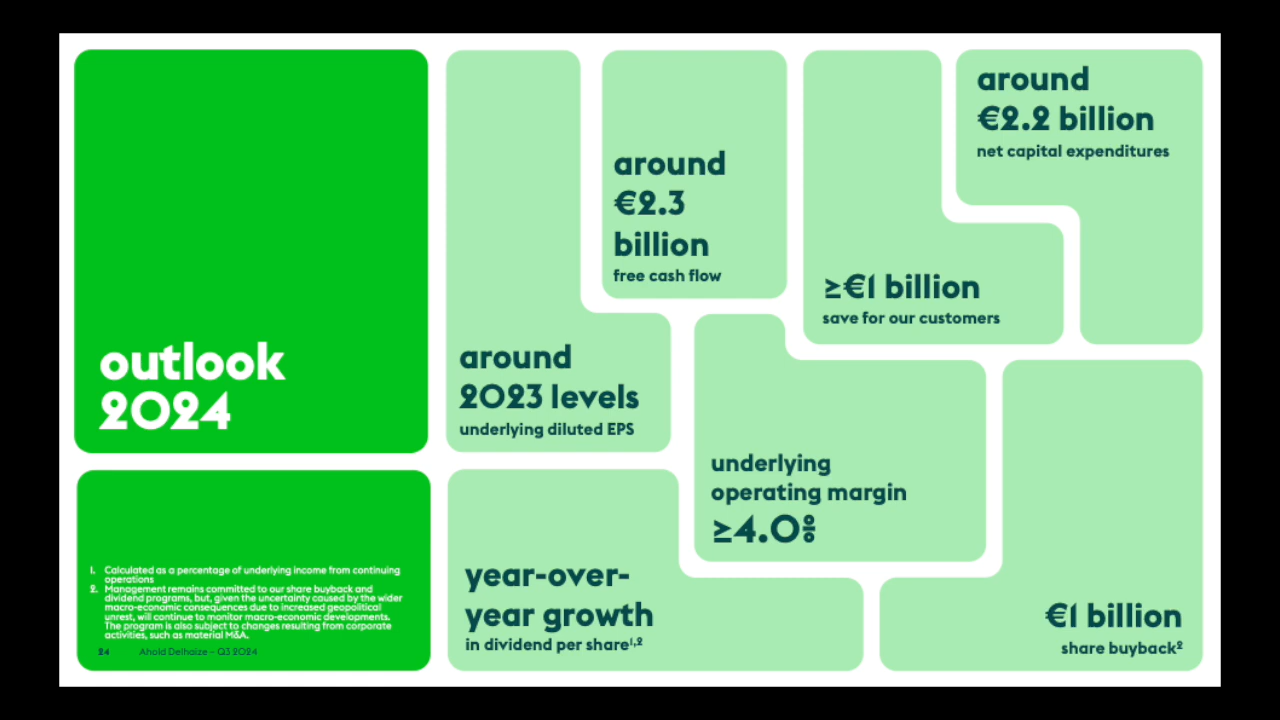 outlook
2024
1. Calculated as a percentage of underlying income from continuing
operations
2. Management remains committed to our share buyback and
dividend programs, but, given the uncertainty caused by the wider
macro-economic consequences due to increased geopolitical
unrest, will continue to monitor macro-economic developments.
The program is also subject to changes resulting from corporate
activities, such as material M&A.
24 Ahold Delhaize – Q3 2024
around
2023 levels
underlying diluted EPS
around
€2.3
billion
free cash flow
≥€1 billion
save for our customers
around
€2.2 billion
net capital expenditures
year-over-
year growth
in dividend per share¹,²
underlying
operating margin
≥4.0%
€1 billion
share buyback²